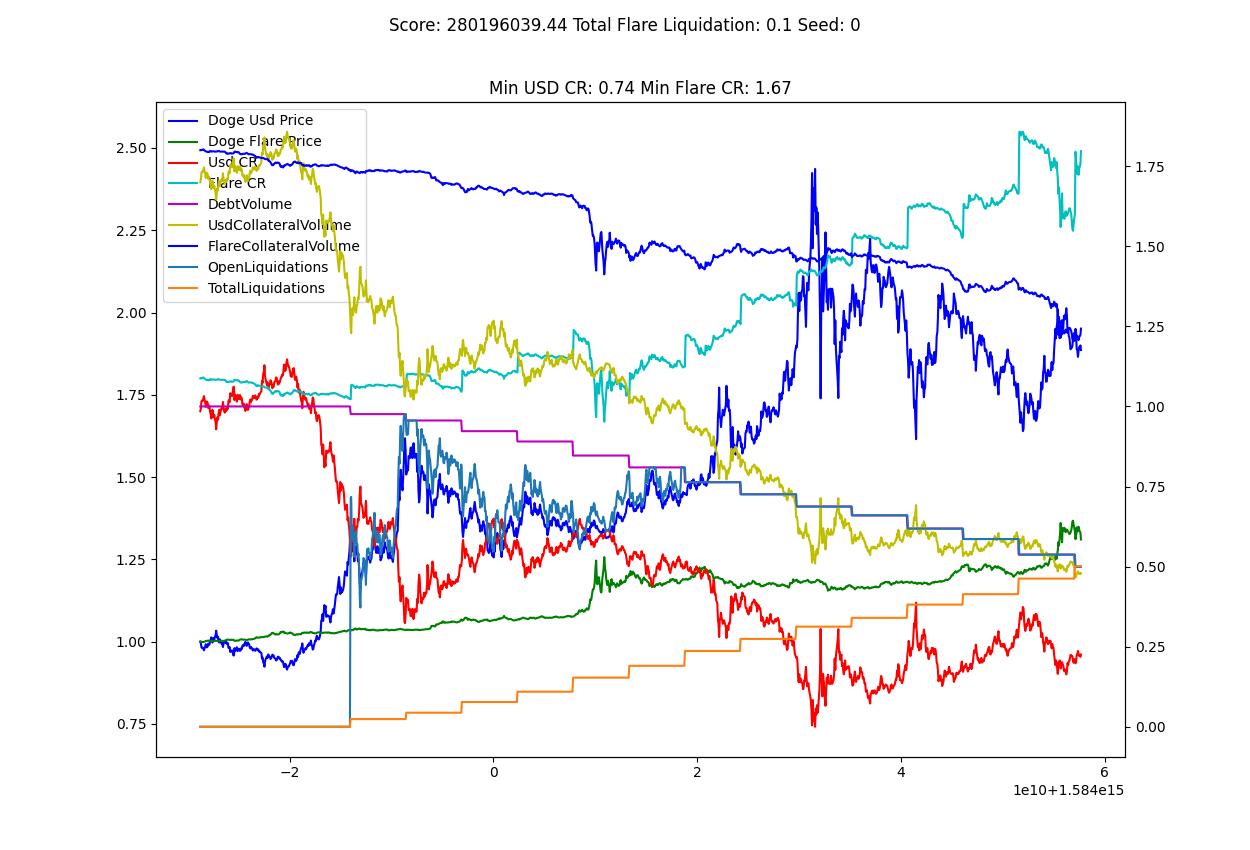 Score: 280196039.44 Total Flare Liquidation: 0.1 Seed: 0
Min USD CR: 0.74 Min Flare CR: 1.67
Doge Usd Price
Doge Flare Price
Usd CR
Flare CR
DebtVolume
UsdCollateralVolume
FlareCollateralVolume
OpenLiquidations
TotalLiquidations
2.50
2.25
2.00
1.75
1.50
1.25
1.00
0.75
1.75
1.50
1.25
1.00
0.75
0.50
0.25
0.00
−2 0 2 4 6
1e10+1.584e15